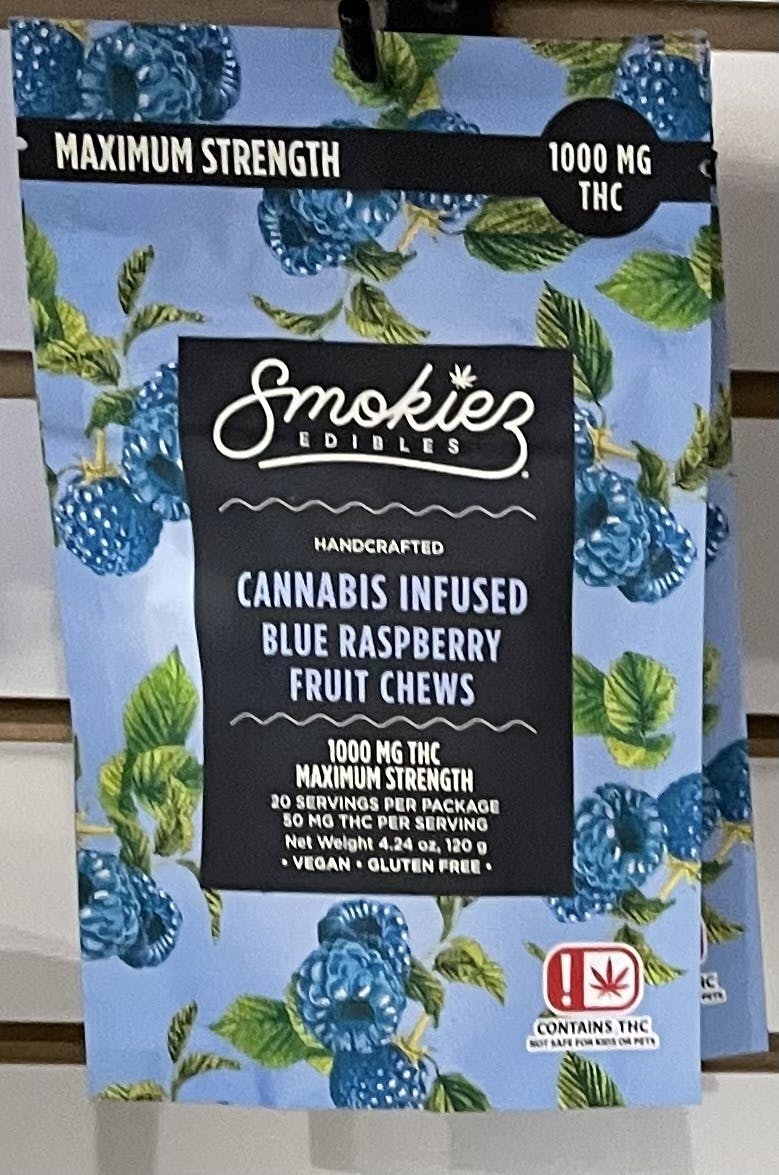 MAXIMUM STRENGTH
1000 MG
THC
Smokiez
EDIBLES
HANDCRAFTED
CANNABIS INFUSED
BLUE RASPBERRY
FRUIT CHEWS
1000 MG THC
MAXIMUM STRENGTH
20 SERVINGS PER PACKAGE
50 MG THC PER SERVING
Net Weight 4.24 oz, 120 g
• VEGAN • GLUTEN FREE •
!
CONTAINS THC
NOT SAFE FOR KIDS OR PETS